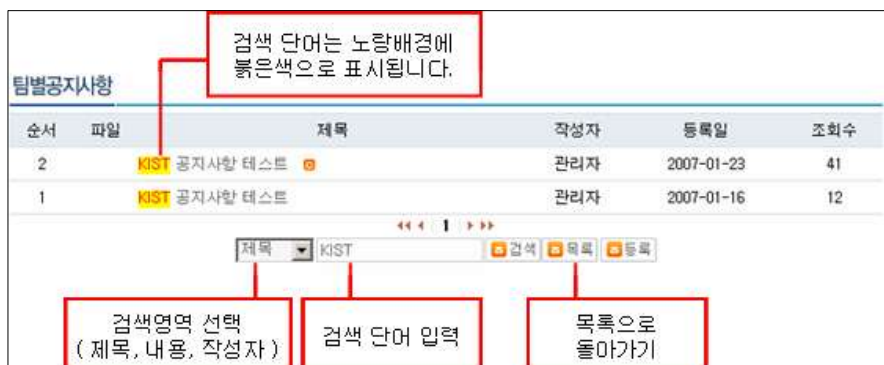 검색 단어는 노랑배경에
붉은색으로 표시됩니다.
팀별공지사항
순서 파일 제목 작성자 등록일 조회수
2 KIST 공지사항 테스트 관리자 2007-01-23 41
1 KIST 공지사항 테스트 관리자 2007-01-16 12
1
제목 KIST 검색 목록 등록
검색영역 선택
( 제목, 내용, 작성자 )
검색 단어 입력
목록으로
돌아가기